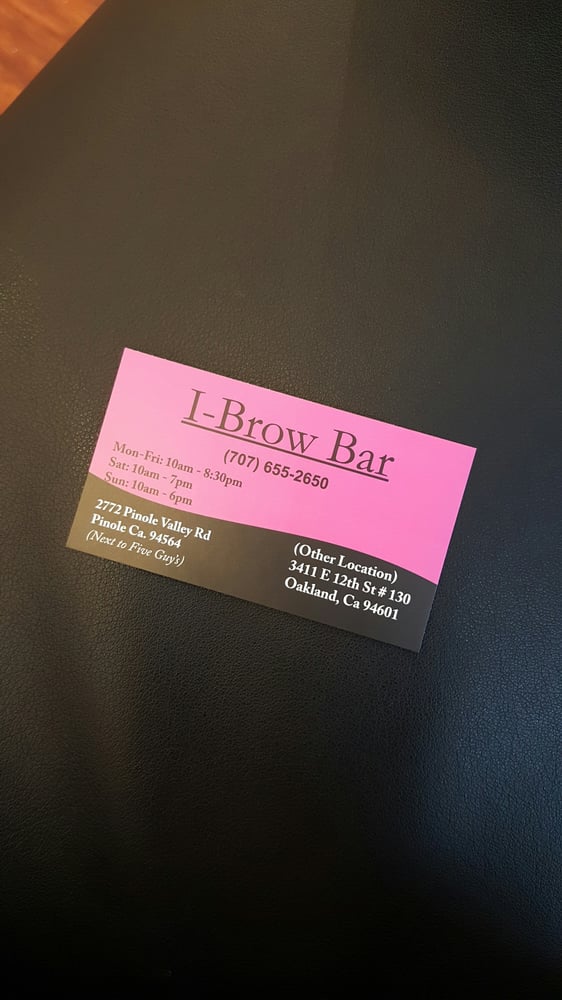 I-Brow Bar
(707) 655-2650
Mon-Fri: 10am - 8:30pm
Sat: 10am - 7pm
Sun: 10am - 6pm
2772 Pinole Valley Rd
Pinole Ca. 94564
(Next to Five Guy's)
(Other Location)
3411 E 12th St # 130
Oakland, Ca 94601